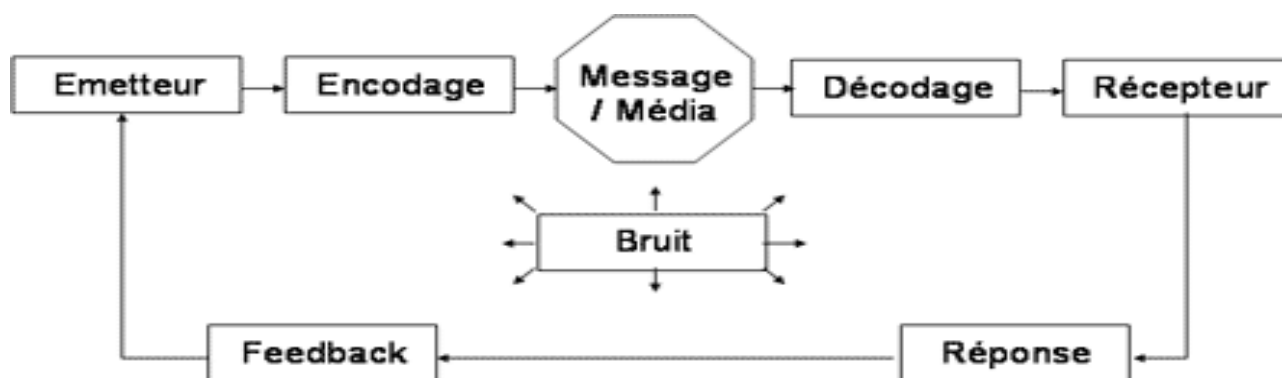 Emetteur
Encodage
Message
/ Média
Décodage
Récepteur
Bruit
Feedback
Réponse